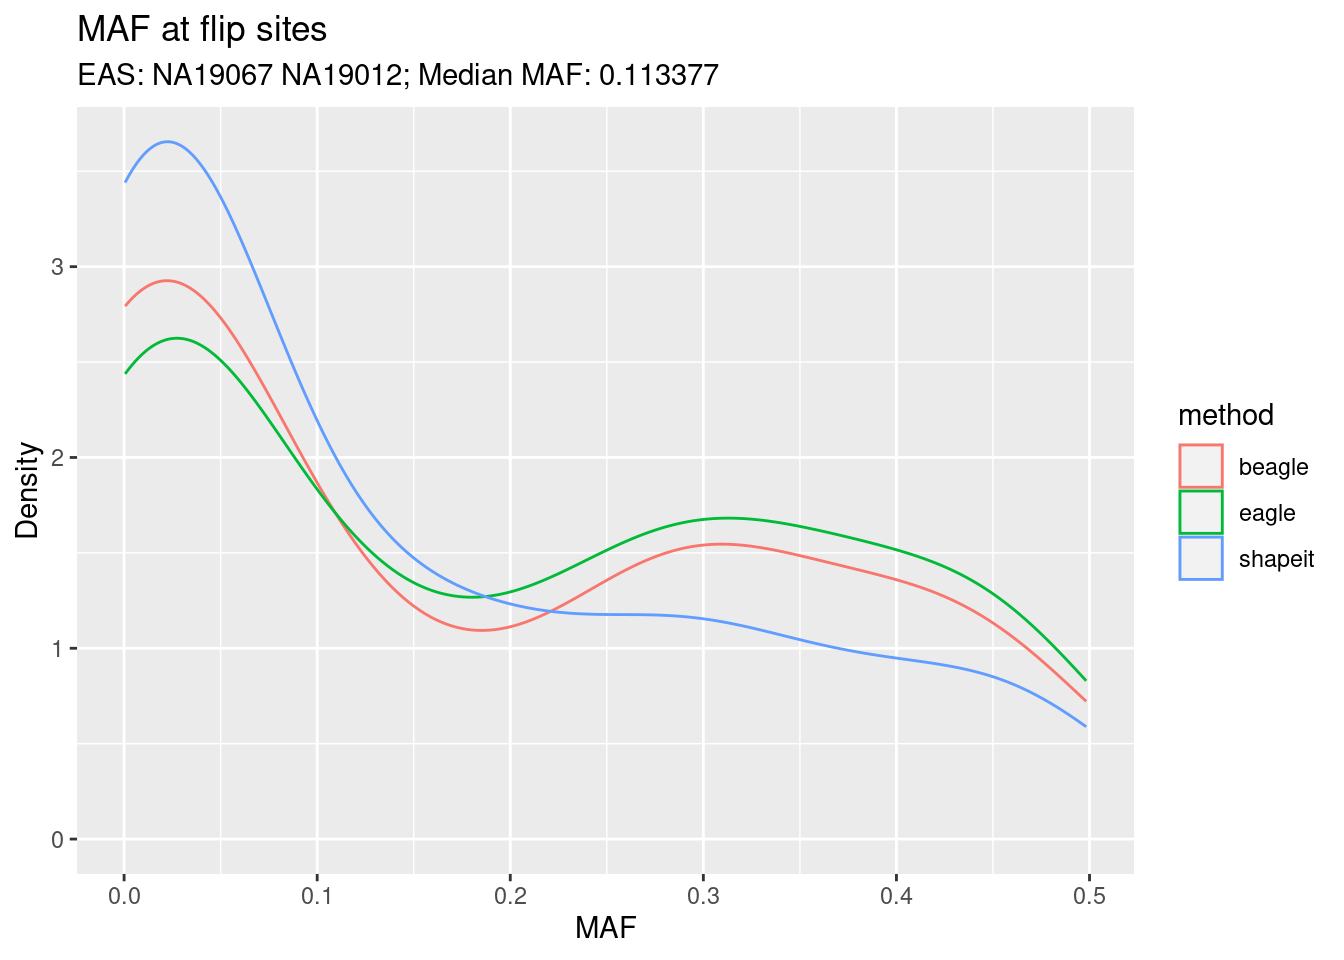 MAF at flip sites
EAS: NA19067 NA19012; Median MAF: 0.113377
Density
3
2
1
0
0.0 0.1 0.2 0.3 0.4 0.5
MAF
method
beagle
eagle
shapeit